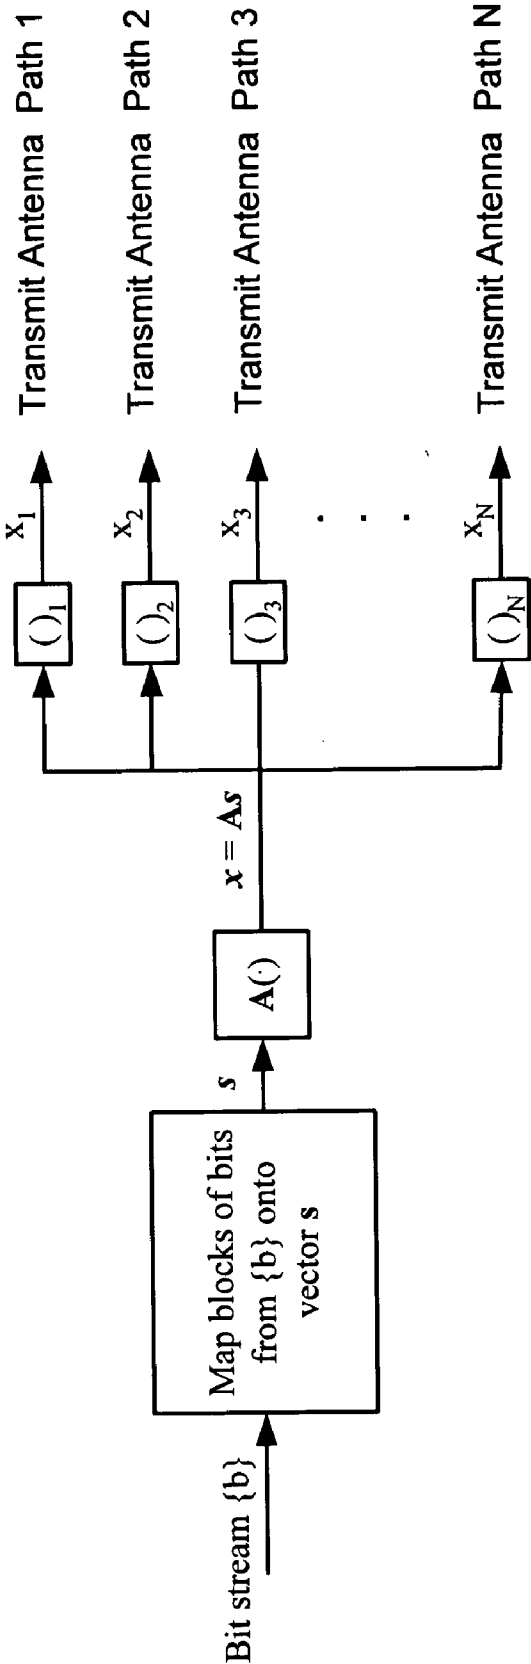 Bit stream {b}
Map blocks of bits
from {b} onto
vector s
s
A(·)
x = As
( )₁
x₁
Transmit Antenna Path 1
( )₂
x₂
Transmit Antenna Path 2
( )₃
x₃
Transmit Antenna Path 3
. . .
( )N
xN
Transmit Antenna Path N